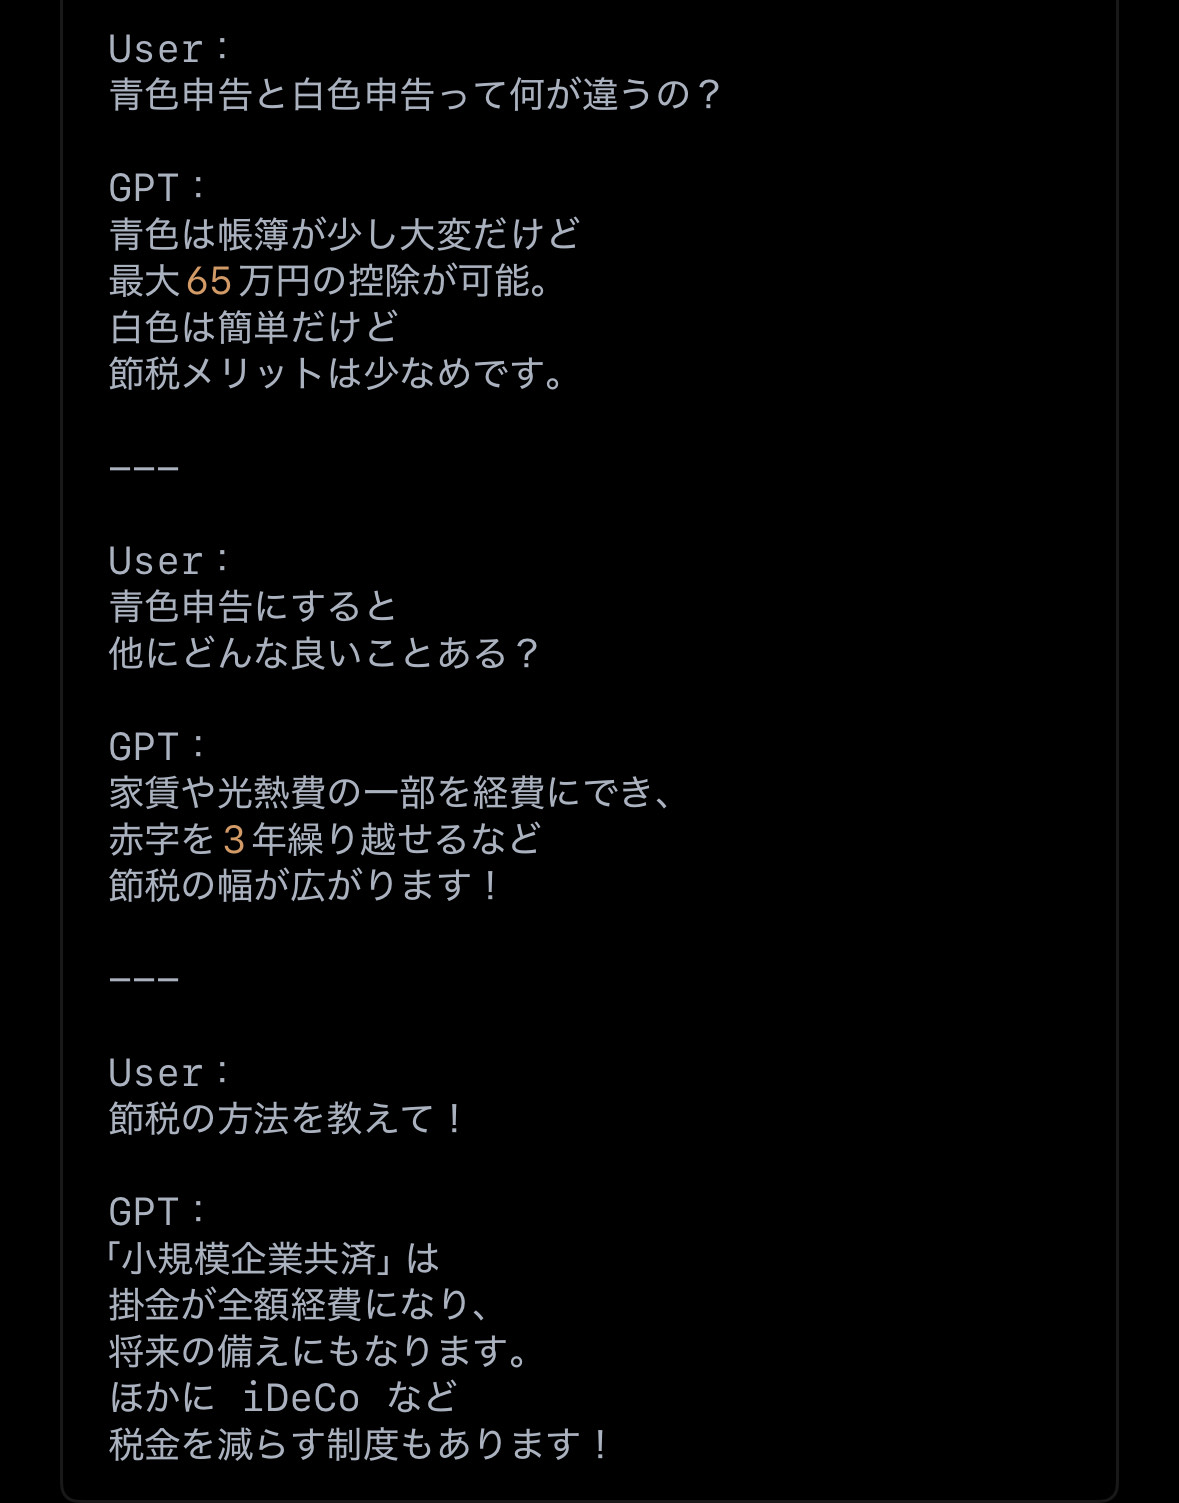 User：
青色申告と白色申告って何が違うの？
GPT：
青色は帳簿が少し大変だけど
最大65万円の控除が可能。
白色は簡単だけど
節税メリットは少なめです。
---
User：
青色申告にすると
他にどんな良いことある？
GPT：
家賃や光熱費の一部を経費にでき、
赤字を3年繰り越せるなど
節税の幅が広がります！
---
User：
節税の方法を教えて！
GPT：
「小規模企業共済」は
掛金が全額経費になり、
将来の備えにもなります。
ほかに iDeCo など
税金を減らす制度もあります！